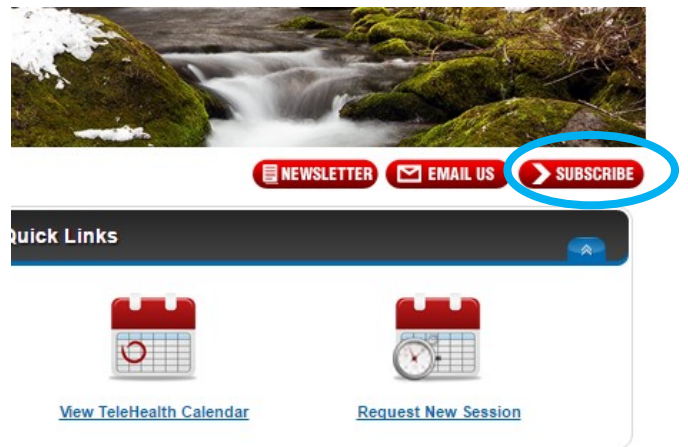 NEWSLETTER EMAIL US SUBSCRIBE
Quick Links
View TeleHealth Calendar Request New Session